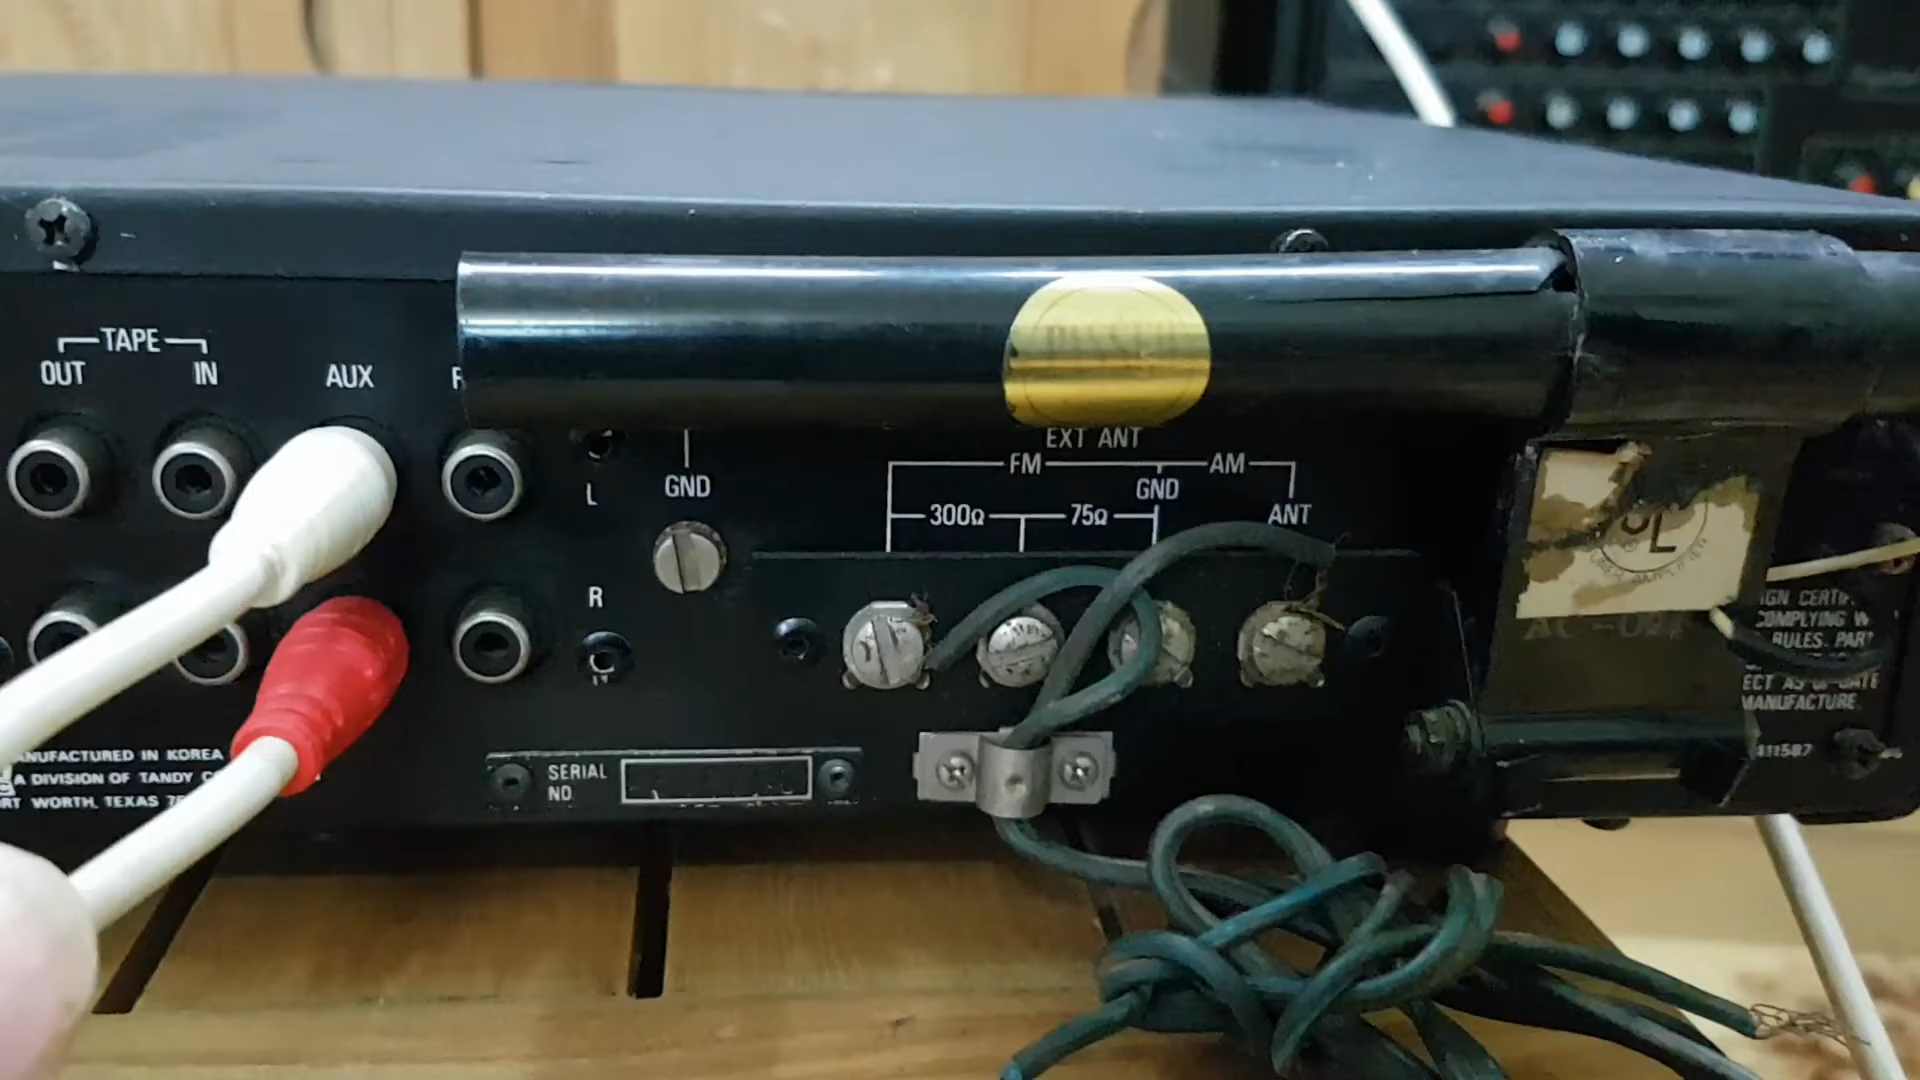 TAPE
OUT IN AUX
EXT ANT
FM AM
GND
GND
L
300Ω 75Ω ANT
R
SERIAL
NO.
MANUFACTURED IN KOREA
A DIVISION OF TANDY
WORTH, TEXAS
UL
COMPLYING
RULES. PART
MANUFACTURE.